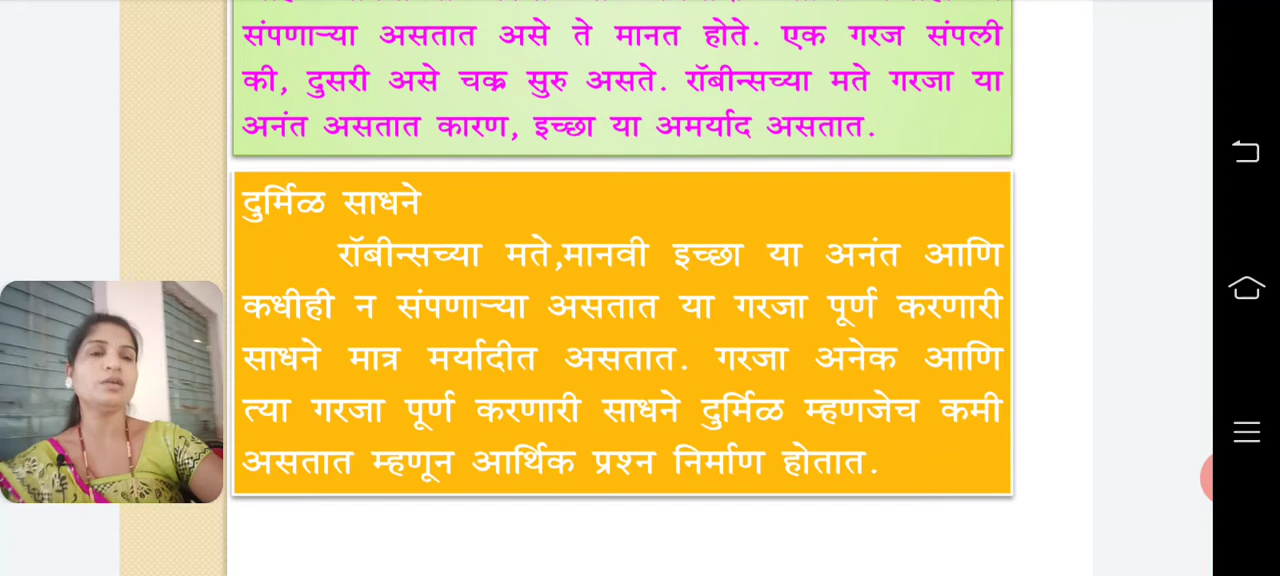 संपणाऱ्या असतात असे ते मानत होते. एक गरज संपली
की, दुसरी असे चक्र सुरु असते. रॉबीन्सच्या मते गरजा या
अनंत असतात कारण, इच्छा या अमर्याद असतात.
दुर्मिळ साधने
रॉबीन्सच्या मते,मानवी इच्छा या अनंत आणि
कधीही न संपणाऱ्या असतात या गरजा पूर्ण करणारी
साधने मात्र मर्यादीत असतात. गरजा अनेक आणि
त्या गरजा पूर्ण करणारी साधने दुर्मिळ म्हणजेच कमी
असतात म्हणून आर्थिक प्रश्न निर्माण होतात.